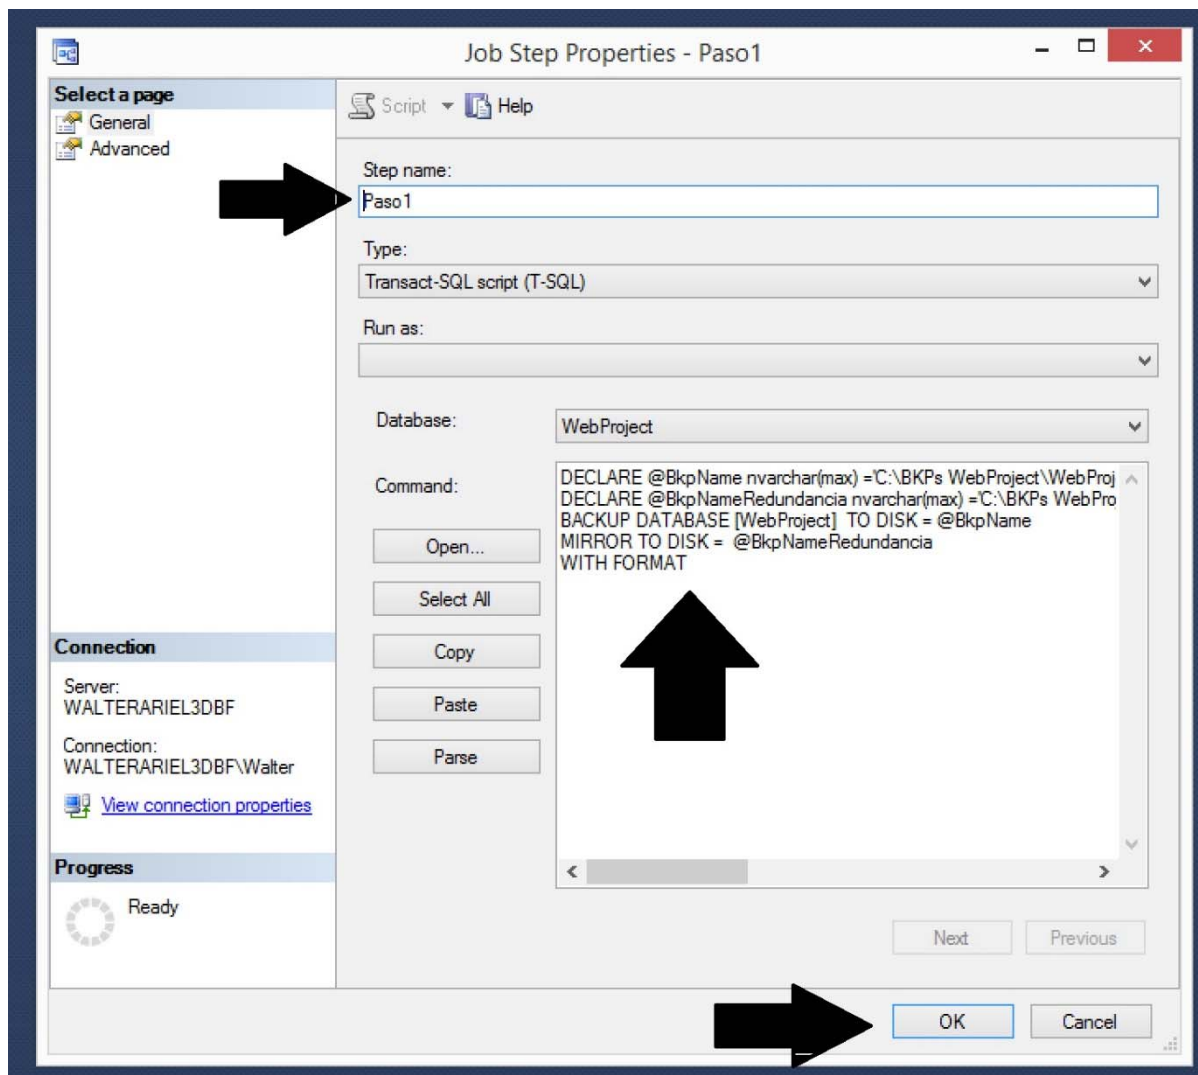 Job Step Properties - Paso1
Select a page
General
Advanced
Script
Help
Step name:
Paso1
Type:
Transact-SQL script (T-SQL)
Run as:
Database:
WebProject
Command:
DECLARE @BkpName nvarchar(max) ='C:\BKPs WebProject\WebProj
DECLARE @BkpNameRedundancia nvarchar(max) ='C:\BKPs WebPro
BACKUP DATABASE [WebProject]  TO DISK = @BkpName
MIRROR TO DISK =  @BkpNameRedundancia
WITH FORMAT
Open...
Select All
Copy
Paste
Parse
Connection
Server:
WALTERARIEL3DBF
Connection:
WALTERARIEL3DBF\Walter
View connection properties
Progress
Ready
Next
Previous
OK
Cancel